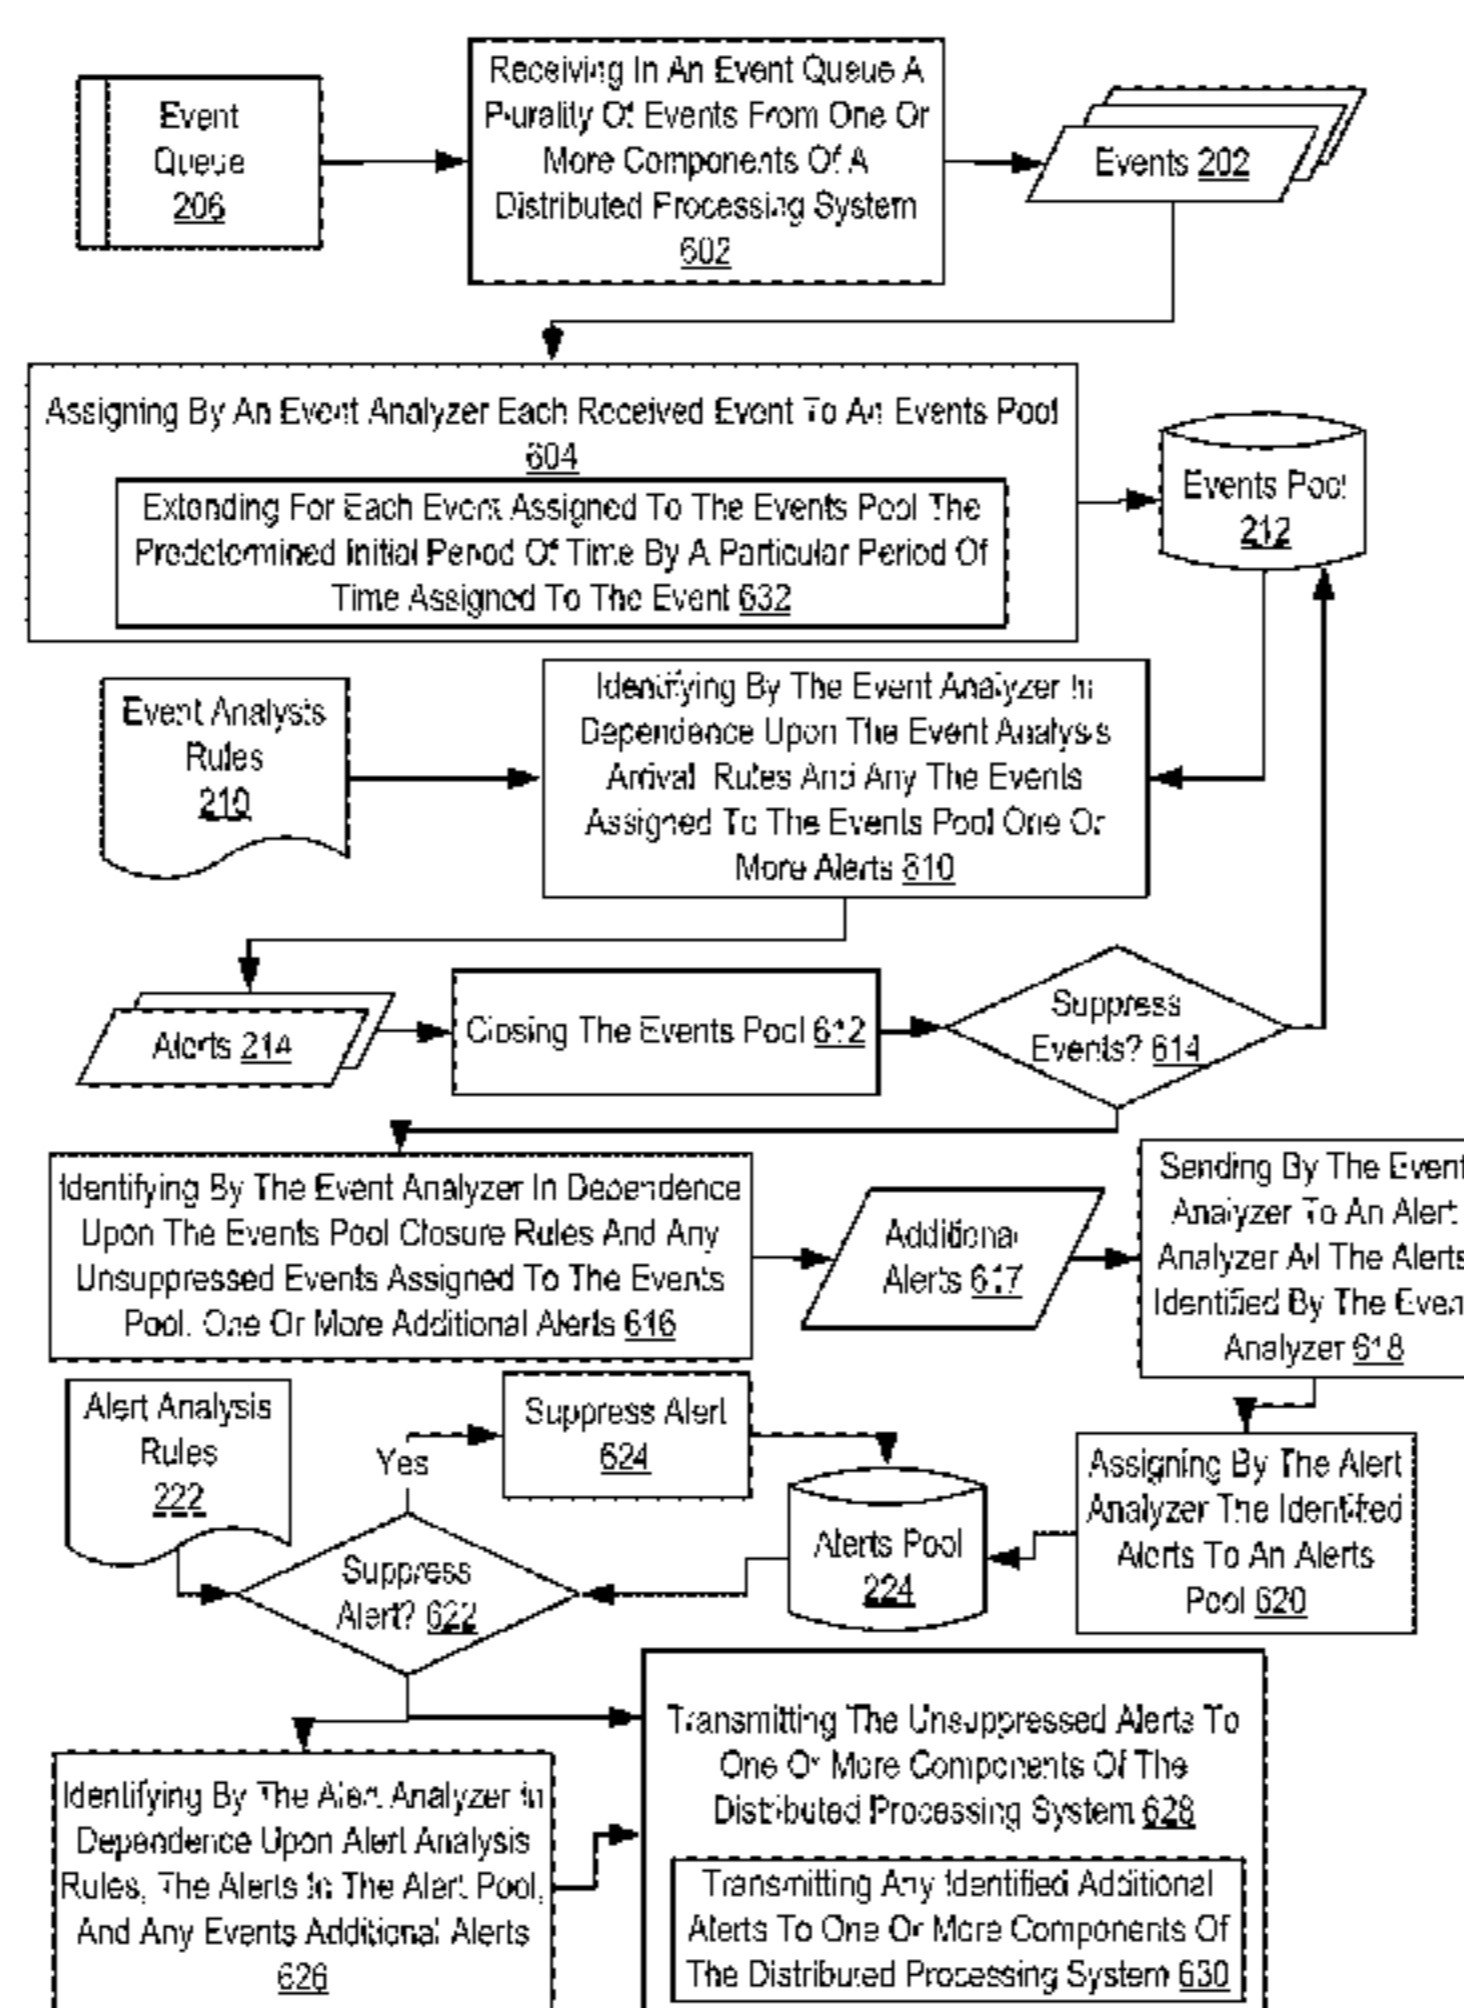 Event
Queue
206
Receiving In An Event Queue A
Plurality Of Events From One Or
More Components Of A
Distributed Processing System
602
Events 202
Assigning By An Event Analyzer Each Received Event To An Events Pool
604
Extending For Each Event Assigned To The Events Pool The
Predetermined Initial Period Of Time By A Particular Period Of
Time Assigned To The Event 632
Events Pool
212
Event Analysis
Rules
210
Identifying By The Event Analyzer In
Dependence Upon The Event Analysis
Arrival Rules And Any The Events
Assigned To The Events Pool One Or
More Alerts 610
Alerts 214
Closing The Events Pool 612
Suppress
Events? 614
Identifying By The Event Analyzer In Dependence
Upon The Events Pool Closure Rules And Any
Unsuppressed Events Assigned To The Events
Pool. One Or More Additional Alerts 616
Additional
Alerts 617
Sending By The Event
Analyzer To An Alert
Analyzer All The Alerts
Identified By The Event
Analyzer 618
Alert Analysis
Rules
222
Yes
Suppress Alert
624
Assigning By The Alert
Analyzer The Identified
Alerts To An Alerts
Pool 620
Alerts Pool
224
Suppress
Alert? 622
Transmitting The Unsuppressed Alerts To
One Or More Components Of The
Distributed Processing System 628
Identifying By The Alert Analyzer In
Dependence Upon Alert Analysis
Rules, The Alerts In The Alert Pool,
And Any Events Additional Alerts
626
Transmitting Any Identified Additional
Alerts To One Or More Components Of
The Distributed Processing System 630